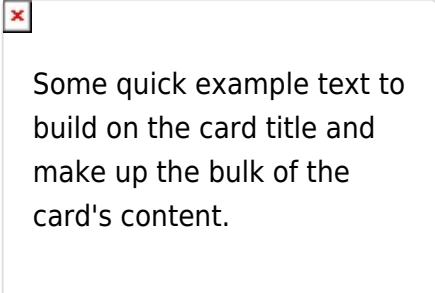 Some quick example text to
build on the card title and
make up the bulk of the
card's content.